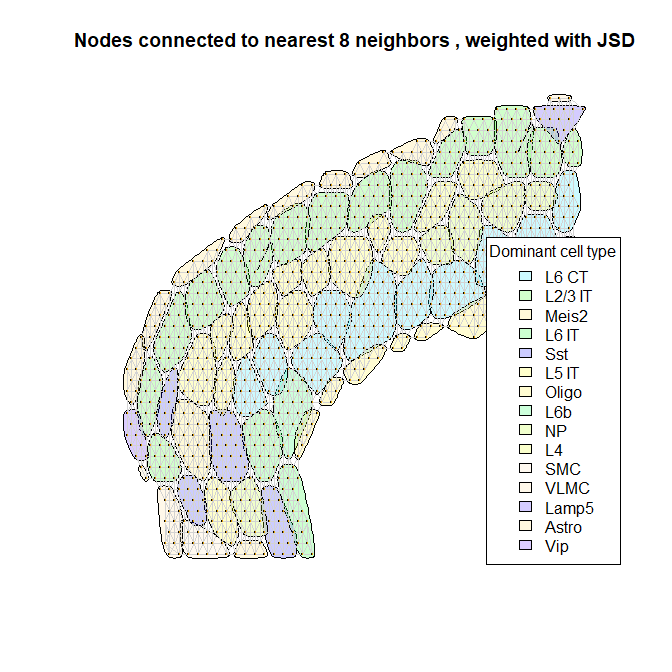 Nodes connected to nearest 8 neighbors , weighted with JSD
Dominant cell type
L6 CT
L2/3 IT
Meis2
L6 IT
Sst
L5 IT
Oligo
L6b
NP
L4
SMC
VLMC
Lamp5
Astro
Vip